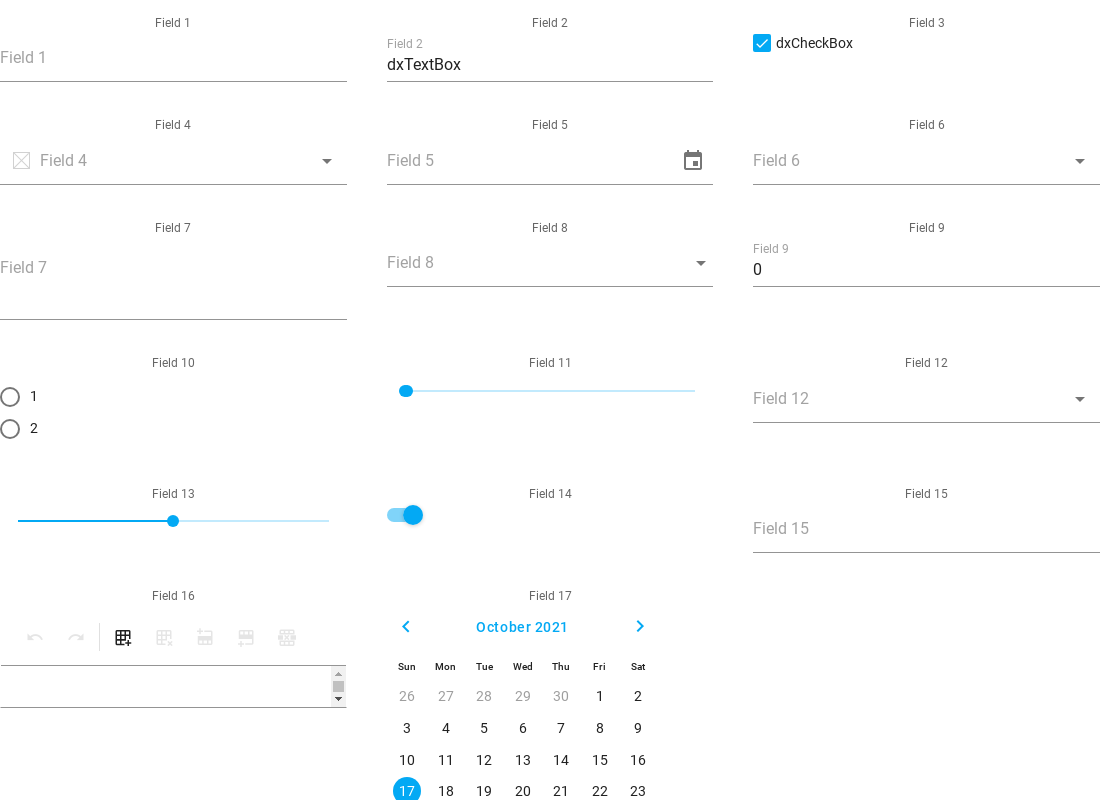 Field 1
Field 2
Field 3
Field 1
Field 2
dxTextBox
dxCheckBox
Field 4
Field 5
Field 6
Field 4
Field 5
Field 6
Field 7
Field 8
Field 9
Field 7
Field 8
Field 9
0
Field 10
Field 11
Field 12
1
2
Field 12
Field 13
Field 14
Field 15
Field 15
Field 16
Field 17
October 2021
Sun Mon Tue Wed Thu Fri Sat
26 27 28 29 30 1 2
3 4 5 6 7 8 9
10 11 12 13 14 15 16
17 18 19 20 21 22 23